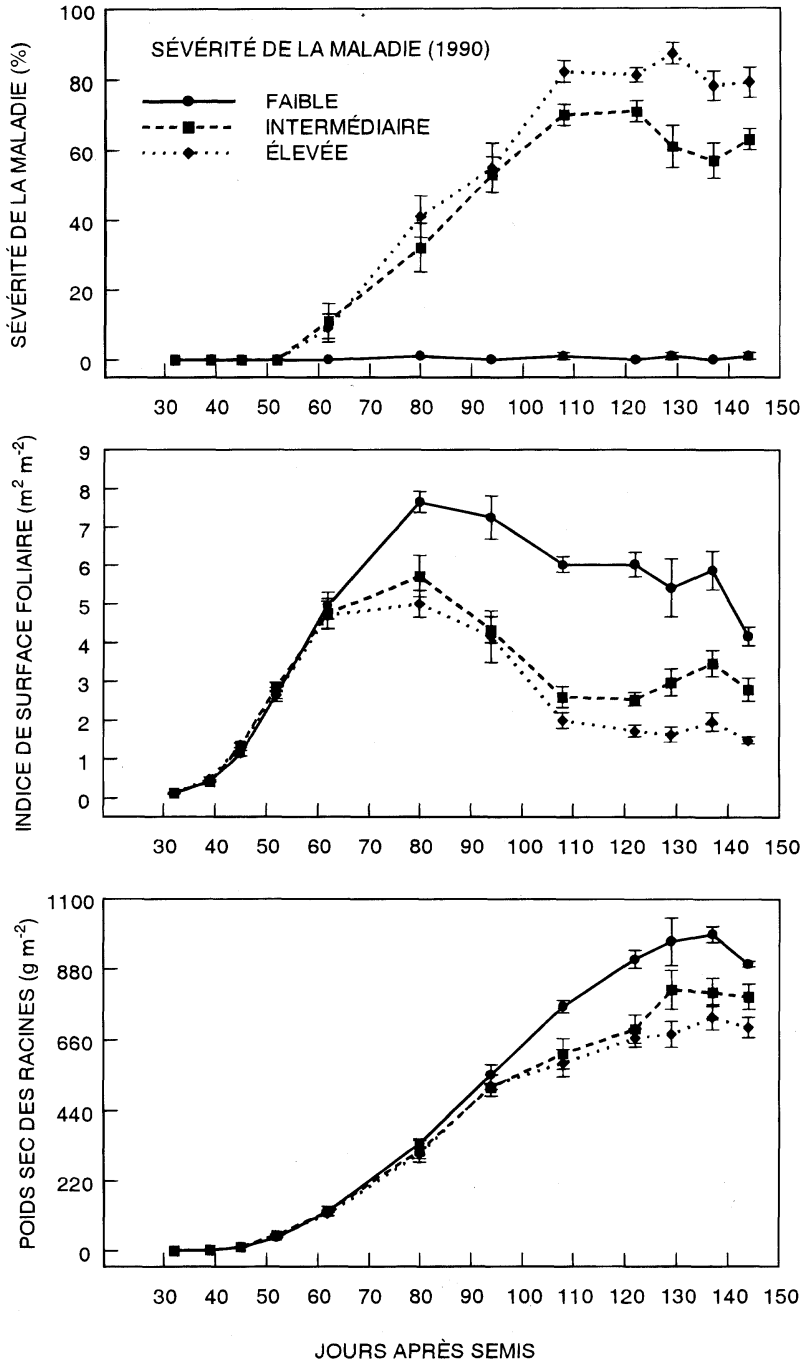 SÉVÉRITÉ DE LA MALADIE (%)
100
80
60
40
20
0
SÉVÉRITÉ DE LA MALADIE (1990)
FAIBLE
INTERMÉDIAIRE
ÉLEVÉE
30 40 50 60 70 80 90 100 110 120 130 140 150
INDICE DE SURFACE FOLIAIRE (m² m⁻²)
9
8
7
6
5
4
3
2
1
0
30 40 50 60 70 80 90 100 110 120 130 140 150
POIDS SEC DES RACINES (g m⁻²)
1100
880
660
440
220
0
30 40 50 60 70 80 90 100 110 120 130 140 150
JOURS APRÈS SEMIS